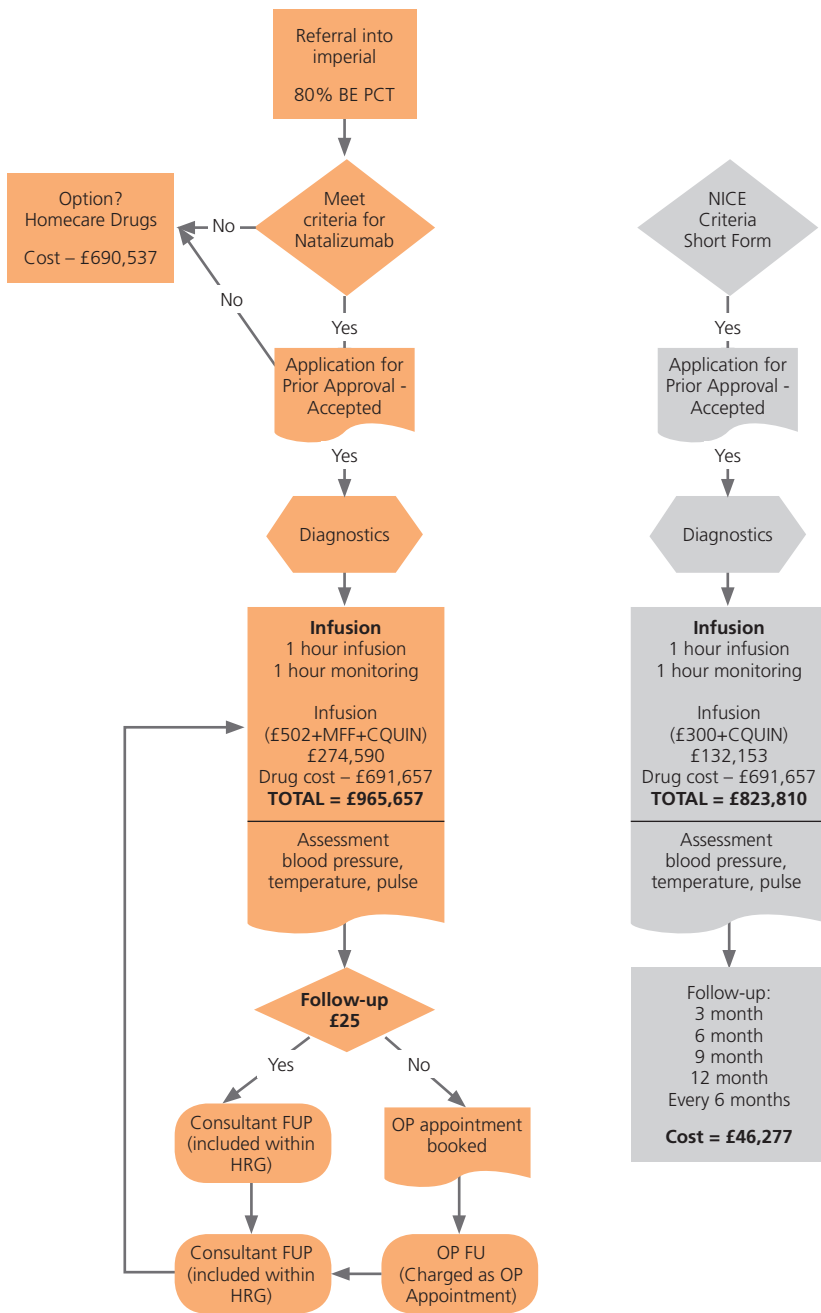 Referral into
imperial
80% BE PCT
Option?
Homecare Drugs
Cost – £690,537
No
Meet
criteria for
Natalizumab
No
Yes
Application for
Prior Approval -
Accepted
Yes
Diagnostics
Infusion
1 hour infusion
1 hour monitoring
Infusion
(£502+MFF+CQUIN)
£274,590
Drug cost – £691,657
TOTAL = £965,657
Assessment
blood pressure,
temperature, pulse
Follow-up
£25
Yes
No
Consultant FUP
(included within
HRG)
OP appointment
booked
Consultant FUP
(included within
HRG)
OP FU
(Charged as OP
Appointment)
NICE
Criteria
Short Form
Yes
Application for
Prior Approval -
Accepted
Yes
Diagnostics
Infusion
1 hour infusion
1 hour monitoring
Infusion
(£300+CQUIN)
£132,153
Drug cost – £691,657
TOTAL = £823,810
Assessment
blood pressure,
temperature, pulse
Follow-up:
3 month
6 month
9 month
12 month
Every 6 months
Cost = £46,277